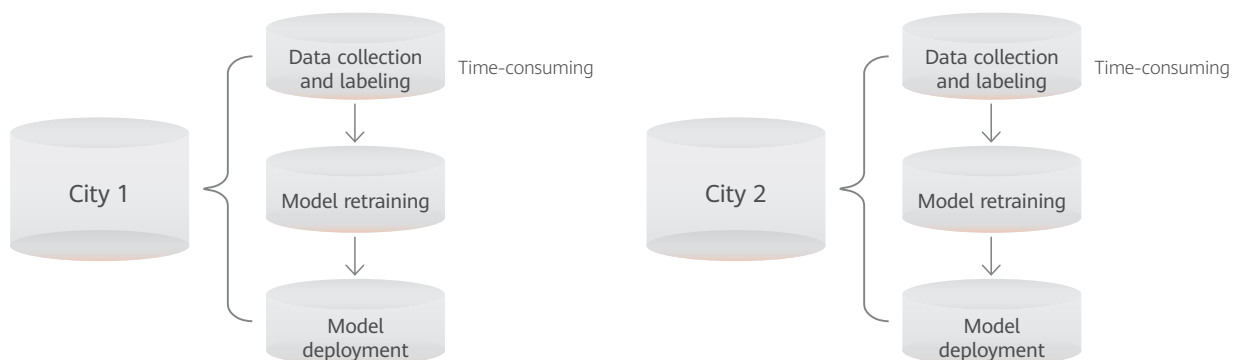 Data collection
and labeling
Time-consuming
City 1
Model retraining
Model
deployment
Data collection
and labeling
Time-consuming
City 2
Model retraining
Model
deployment